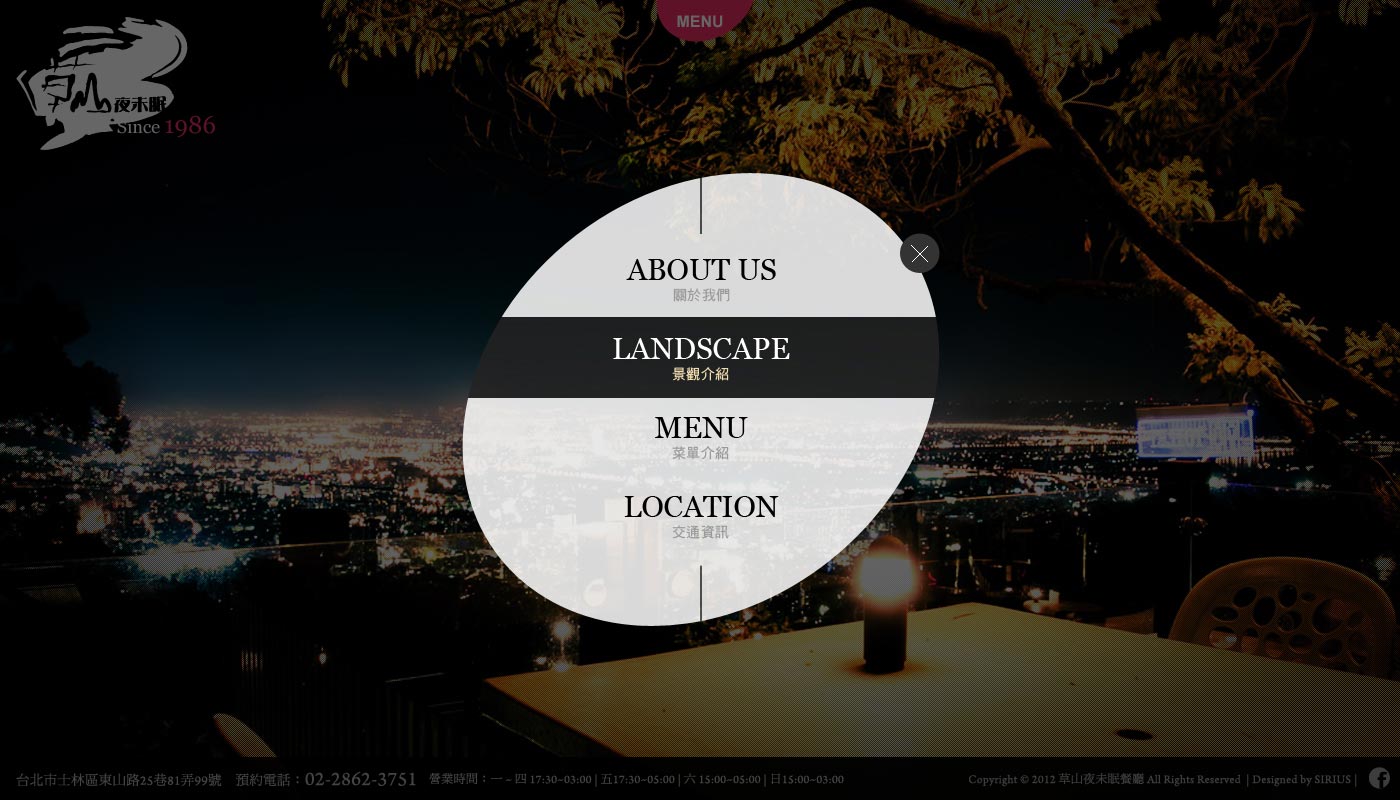 MENU
草山夜未眠
Since 1986
ABOUT US
關於我們
LANDSCAPE
景觀介紹
MENU
菜單介紹
LOCATION
交通資訊
台北市士林區東山路25巷81弄99號 預約電話：02-2862-3751 營業時間：一 ~ 四 17:30~03:00 | 五17:30~05:00 | 六 15:00~05:00 | 日15:00~03:00
Copyright © 2012 草山夜未眠餐廳 All Rights Reserved | Designed by SIRIUS |